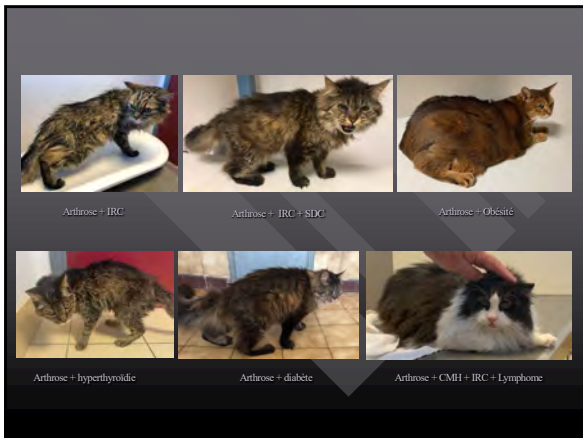 Arthrose + IRC
Arthrose + IRC + SDC
Arthrose + Obésité
Arthrose + hyperthyroïdie
Arthrose + diabète
Arthrose + CMH + IRC + Lymphome